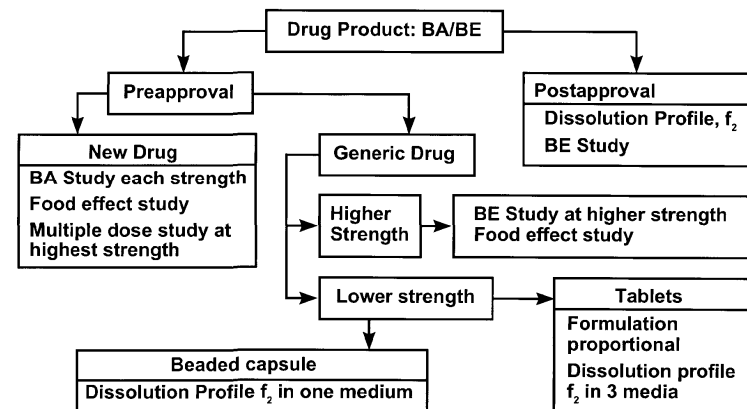 Drug Product: BA/BE
Preapproval
Postapproval
Dissolution Profile, f₂
BE Study
New Drug
BA Study each strength
Food effect study
Multiple dose study at
highest strength
Generic Drug
Higher
Strength
BE Study at higher strength
Food effect study
Lower strength
Tablets
Formulation
proportional
Dissolution profile
f₂ in 3 media
Beaded capsule
Dissolution Profile f₂ in one medium